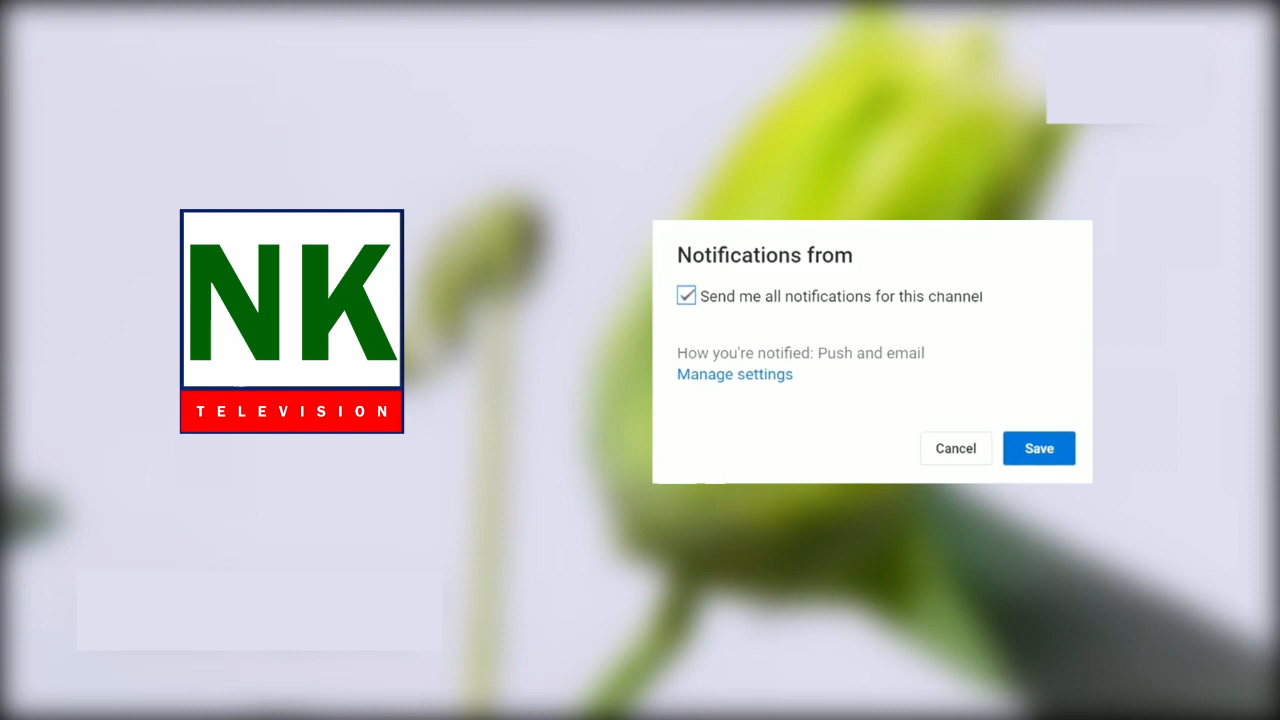 NK
TELEVISION
Notifications from
Send me all notifications for this channel
How you're notified: Push and email
Manage settings
Cancel
Save